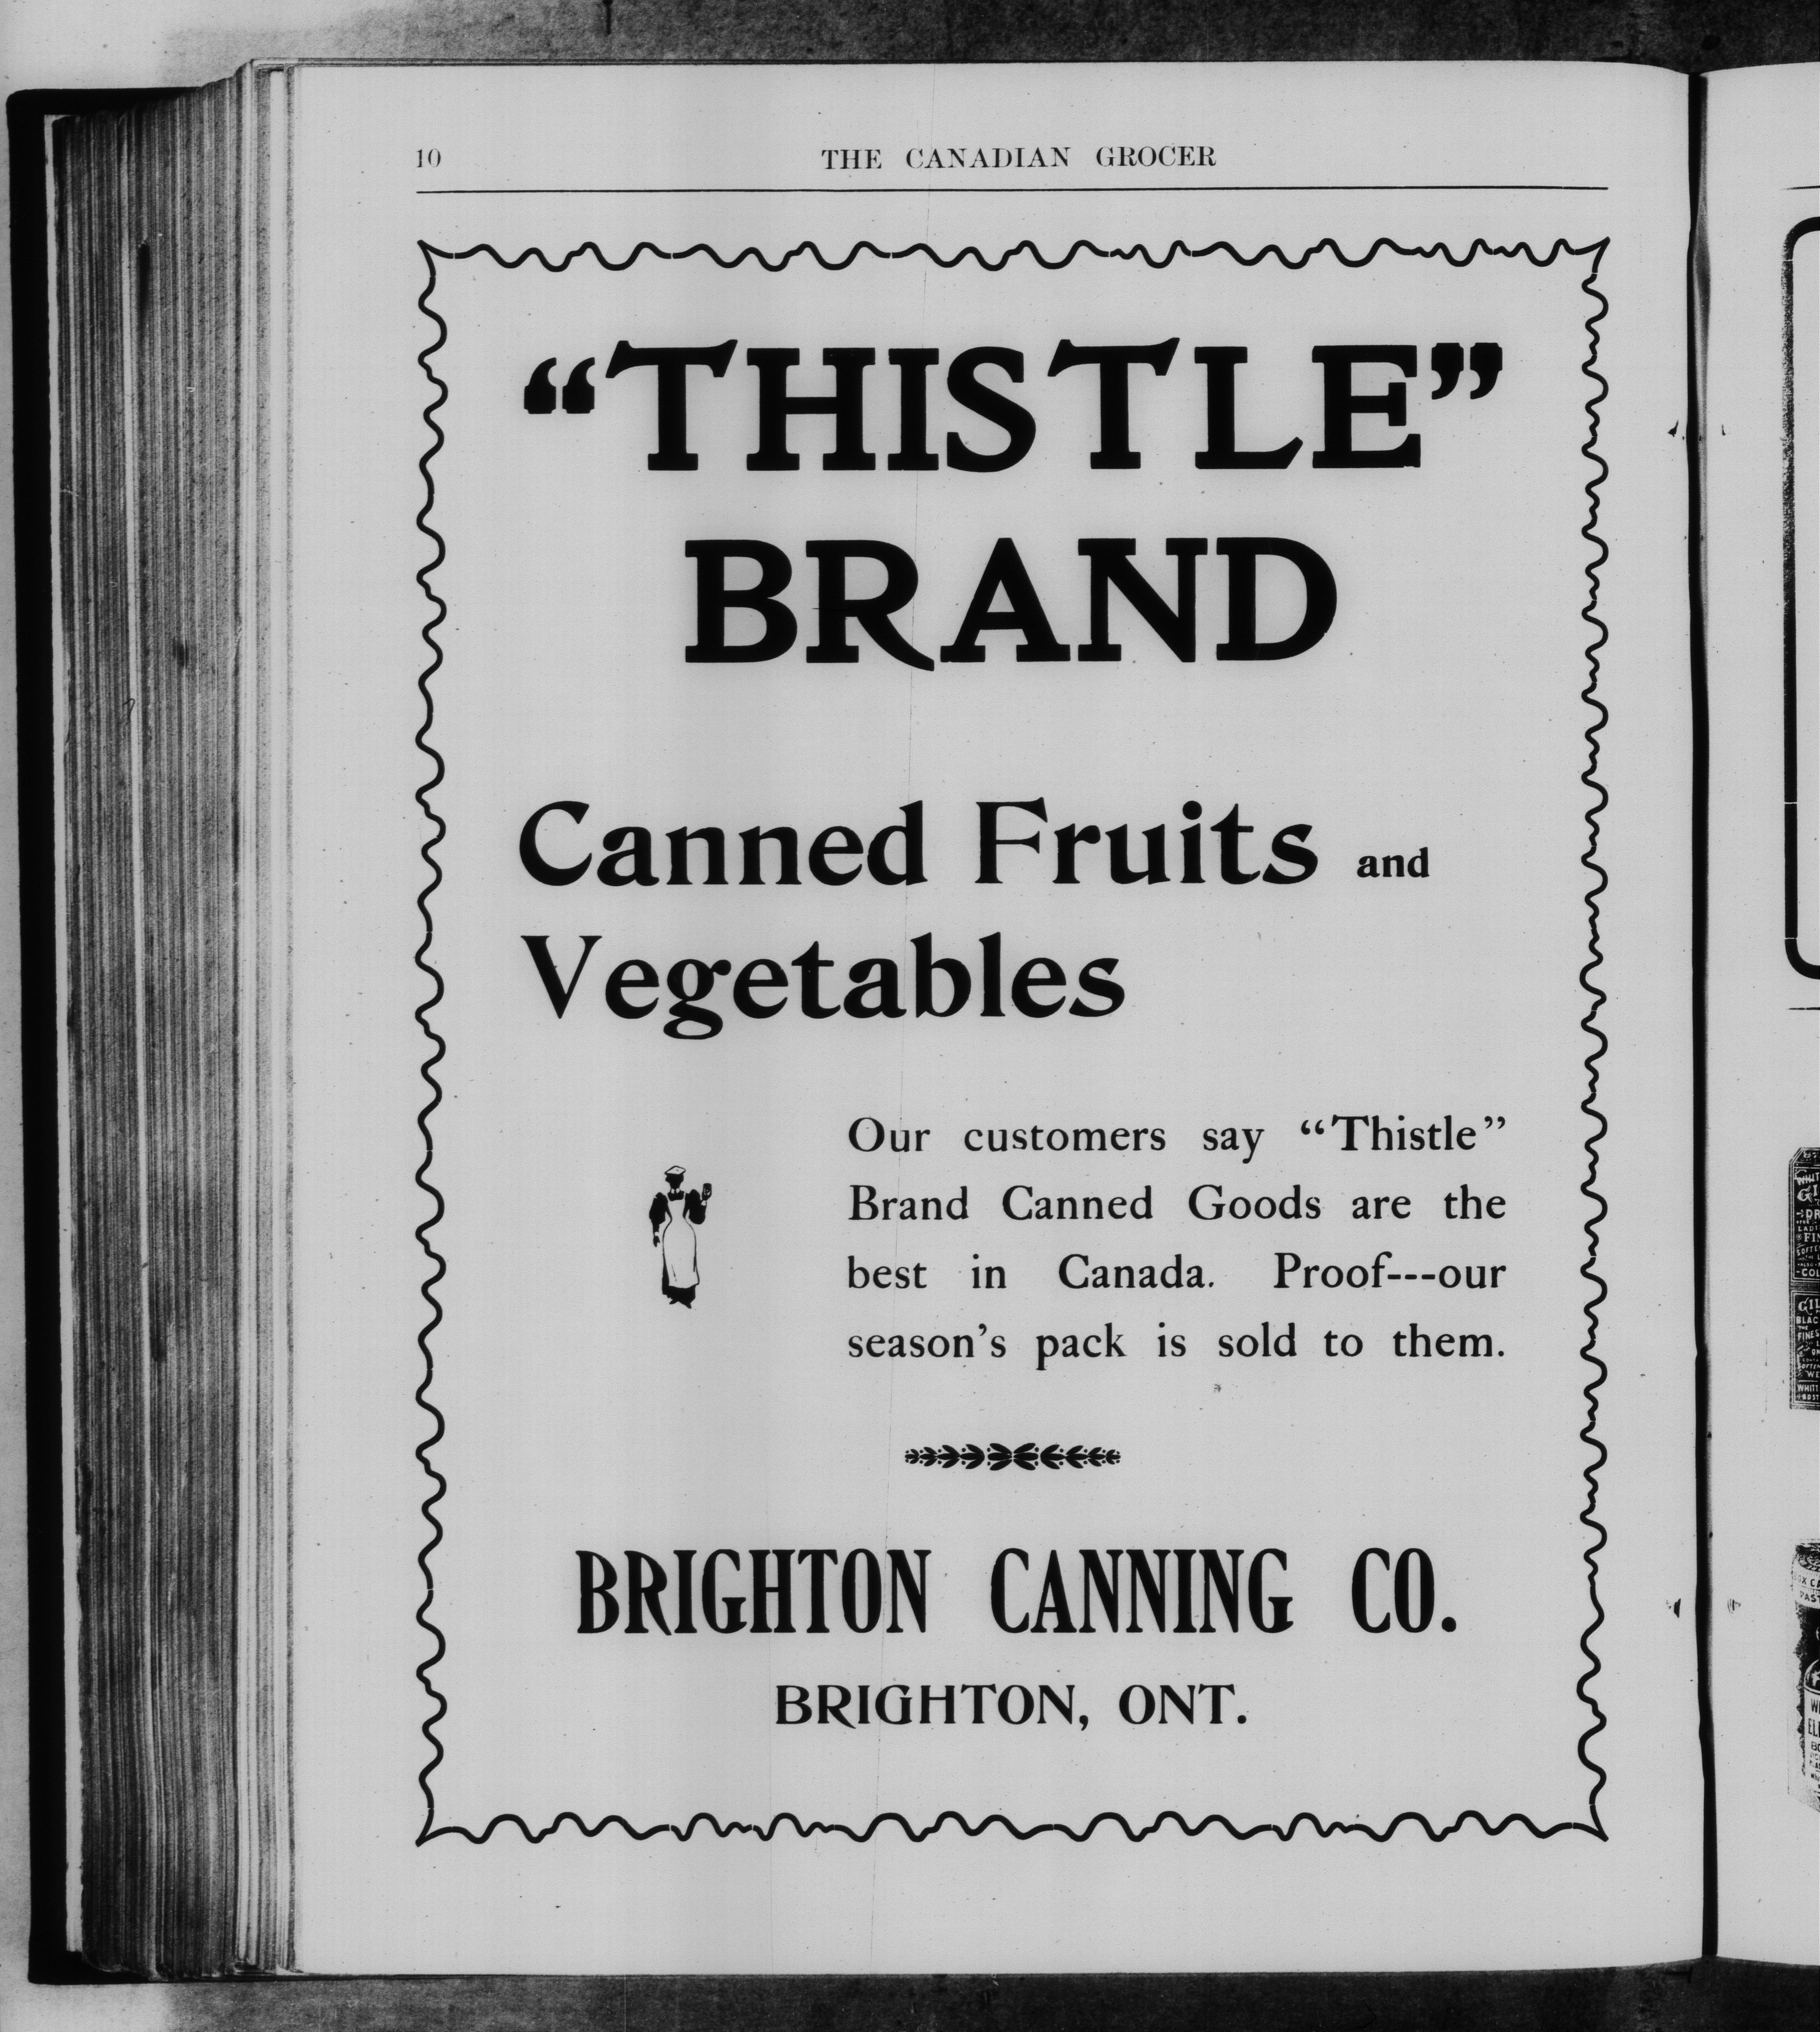 10
THE CANADIAN GROCER
“THISTLE”
BRAND
Canned Fruits and
Vegetables
Our customers say “Thistle”
Brand Canned Goods are the
best in Canada. Proof---our
season’s pack is sold to them.
BRIGHTON CANNING CO.
BRIGHTON, ONT.